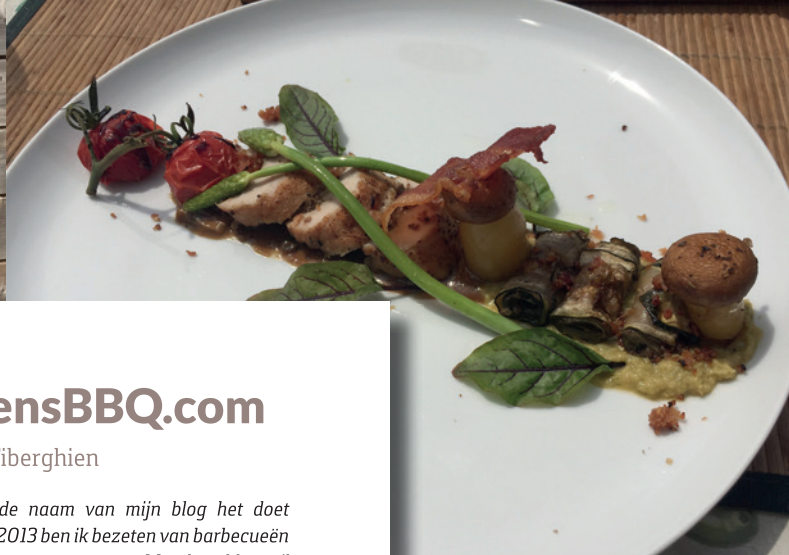 ensBBQ.com
iberghien
de naam van mijn blog het doet
2013 ben ik bezeten van barbecueën